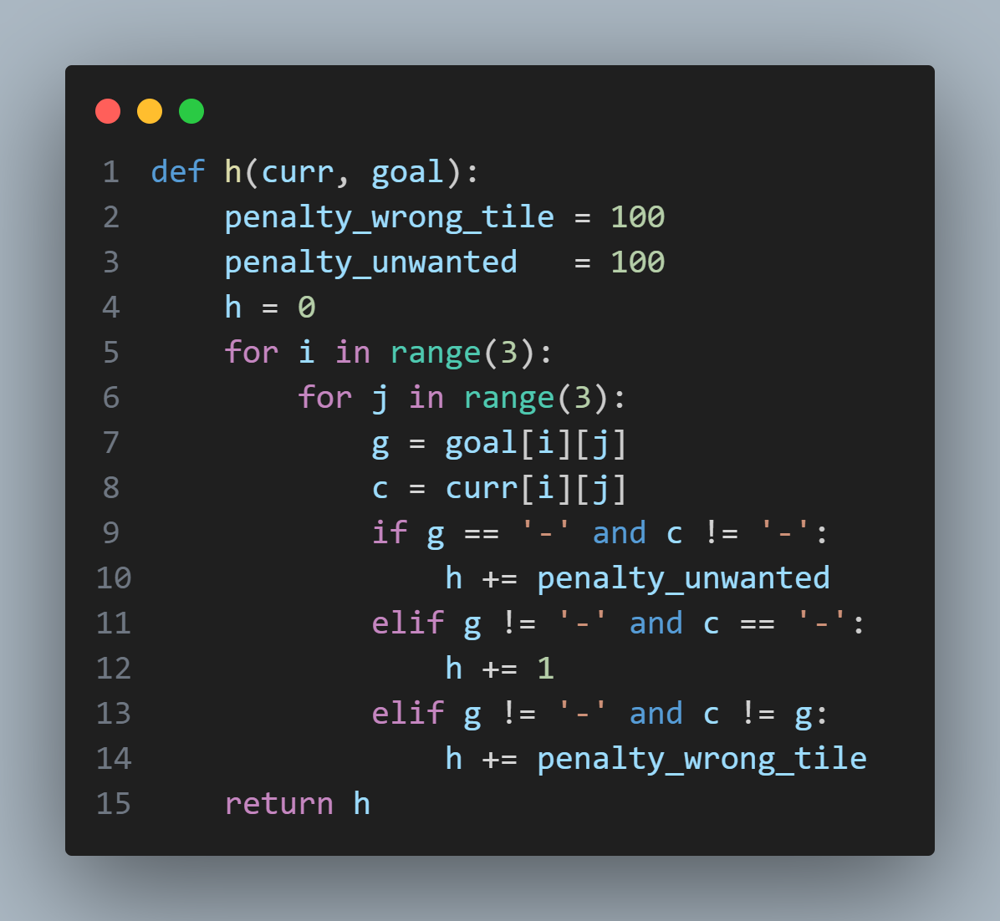 1 def h(curr, goal):
2     penalty_wrong_tile = 100
3     penalty_unwanted   = 100
4     h = 0
5     for i in range(3):
6         for j in range(3):
7             g = goal[i][j]
8             c = curr[i][j]
9             if g == '-' and c != '-':
10                 h += penalty_unwanted
11             elif g != '-' and c == '-':
12                 h += 1
13             elif g != '-' and c != g:
14                 h += penalty_wrong_tile
15     return h